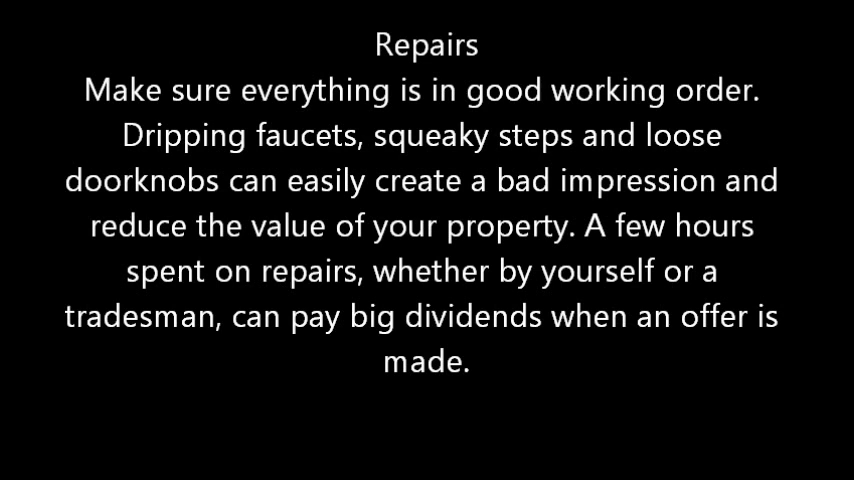 Repairs
Make sure everything is in good working order.
Dripping faucets, squeaky steps and loose
doorknobs can easily create a bad impression and
reduce the value of your property. A few hours
spent on repairs, whether by yourself or a
tradesman, can pay big dividends when an offer is
made.